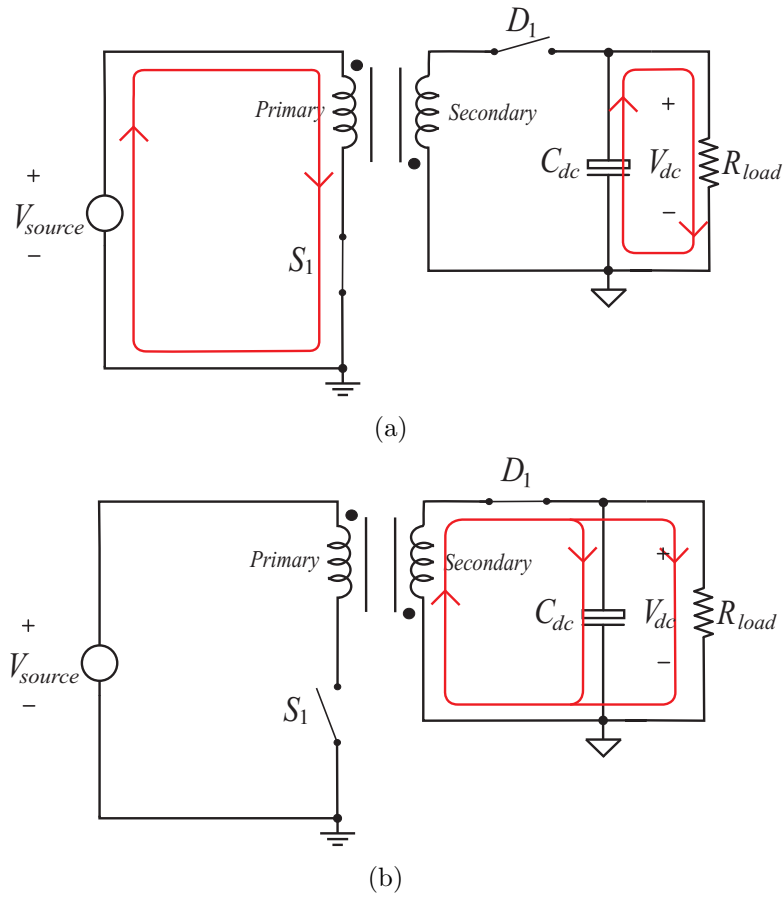 D1
Primary
Secondary
+
Vsource
−
S1
Cdc
+
Vdc
−
Rload
(a)
D1
Primary
Secondary
+
Vsource
−
S1
Cdc
+
Vdc
−
Rload
(b)